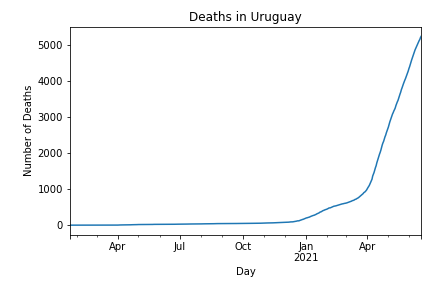 Deaths in Uruguay
5000
4000
3000
2000
1000
0
Number of Deaths
Apr
Jul
Oct
Jan
2021
Apr
Day